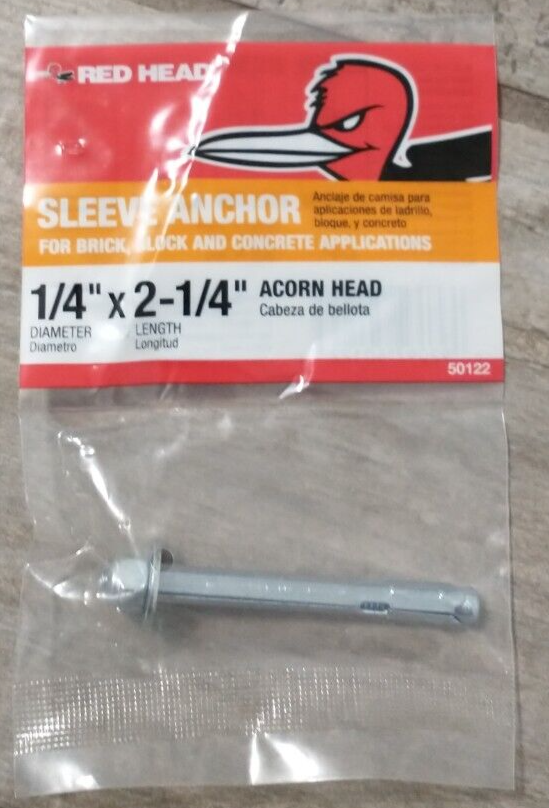 RED HEAD
SLEEVE ANCHOR
Anclaje de camisa para
aplicaciones de ladrillo,
bloque, y concreto
FOR BRICK, BLOCK AND CONCRETE APPLICATIONS
1/4" x 2-1/4" ACORN HEAD
Cabeza de bellota
DIAMETER LENGTH
Diametro Longitud
50122